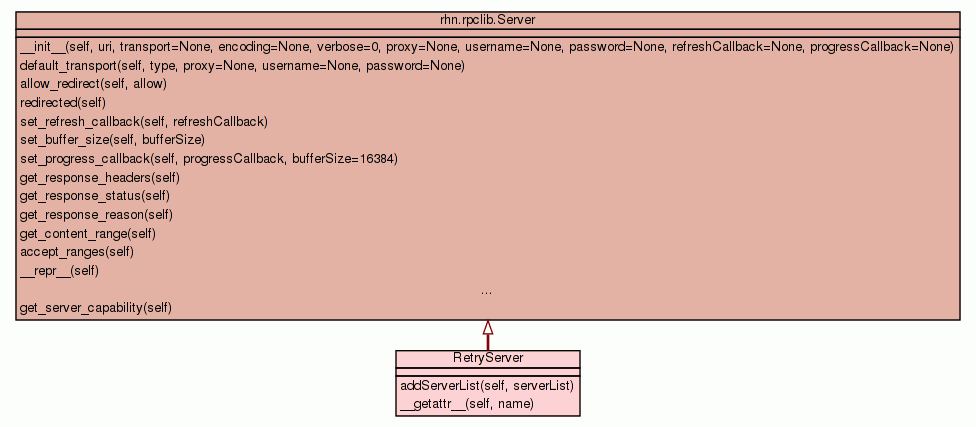 rhn.rpclib.Server
__init__(self, uri, transport=None, encoding=None, verbose=0, proxy=None, username=None, password=None, refreshCallback=None, progressCallback=None)
default_transport(self, type, proxy=None, username=None, password=None)
allow_redirect(self, allow)
redirected(self)
set_refresh_callback(self, refreshCallback)
set_buffer_size(self, bufferSize)
set_progress_callback(self, progressCallback, bufferSize=16384)
get_response_headers(self)
get_response_status(self)
get_response_reason(self)
get_content_range(self)
accept_ranges(self)
__repr__(self)
...
get_server_capability(self)
RetryServer
addServerList(self, serverList)
__getattr__(self, name)